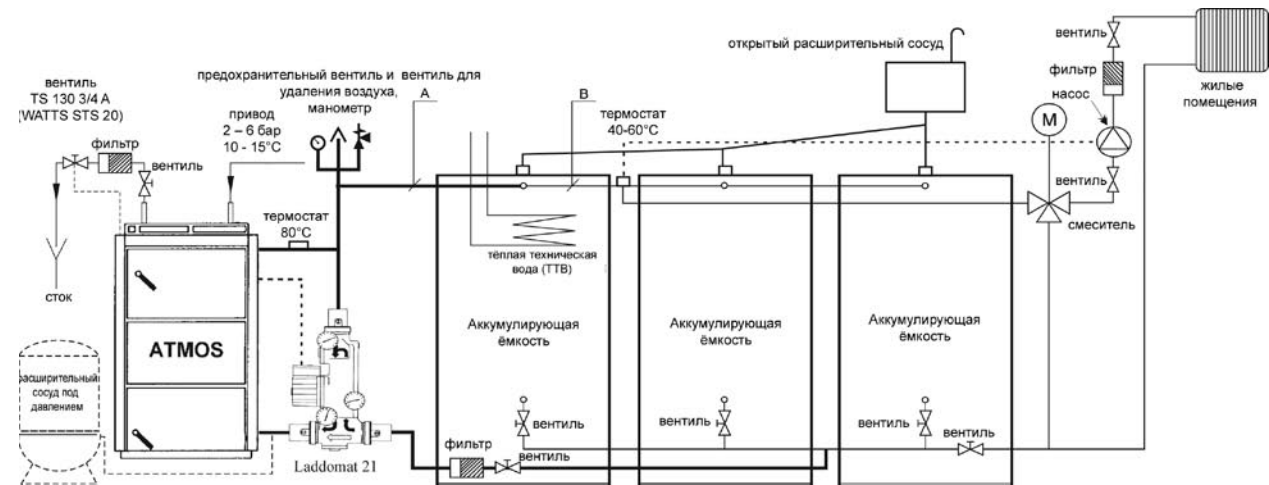 вентиль
TS 130 3/4 A
(WATTS STS 20)
фильтр
вентиль
сток
привод
2 – 6 бар
10 - 15°C
предохранительный вентиль и вентиль для
удаления воздуха,
манометр
термостат
80°C
ATMOS
расширительный
сосуд под
давлением
Laddomat 21
A
B
тёплая техническая
вода (ТТВ)
термостат
40-60°C
открытый расширительный сосуд
Аккумулирующая
ёмкость
Аккумулирующая
ёмкость
Аккумулирующая
ёмкость
вентиль
вентиль
вентиль
вентиль
фильтр
вентиль
вентиль
фильтр
насос
M
вентиль
смеситель
жилые
помещения